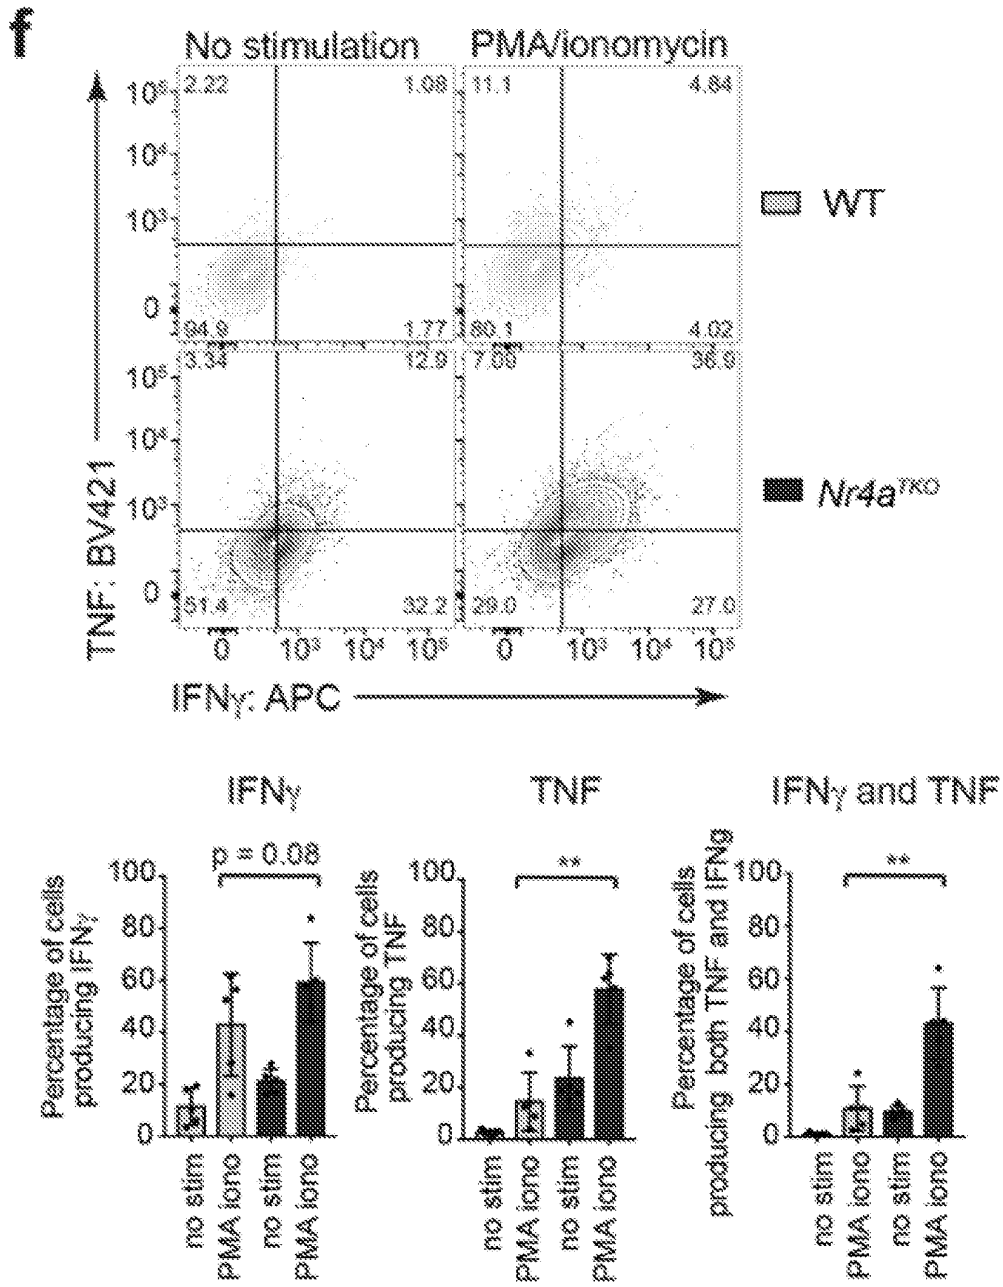 f
No stimulation PMA/ionomycin
10⁵ 2.22 1.08 11.1 4.84
10⁴
10³
0
94.9 1.77 80.1 4.02
WT
3.34 12.9 7.09 36.9
10⁵
10⁴
10³
0
51.4 32.2 29.0 27.0
Nr4aᵀᴷᴼ
0 10³ 10⁴ 10⁵ 0 10³ 10⁴ 10⁵
TNF: BV421
IFNγ: APC
IFNγ
p = 0.08
Percentage of cells
producing IFNγ
100
80
60
40
20
0
no stim
PMA iono
no stim
PMA iono
TNF
**
Percentage of cells
producing TNF
100
80
60
40
20
0
no stim
PMA iono
no stim
PMA iono
IFNγ and TNF
**
Percentage of cells
producing both TNF and IFNg
100
80
60
40
20
0
no stim
PMA iono
no stim
PMA iono